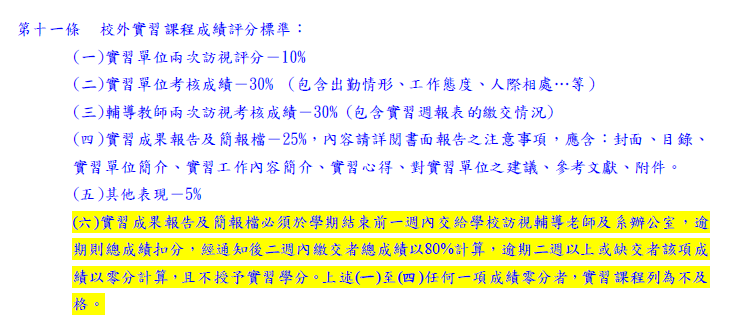 第十一條　校外實習課程成績評分標準：
(一)實習單位兩次訪視評分－10%
(二)實習單位考核成績－30%　(包含出勤情形、工作態度、人際相處…等)
(三)輔導教師兩次訪視考核成績－30% (包含實習週報表的繳交情況)
(四)實習成果報告及簡報檔－25%，內容請詳閱書面報告之注意事項，應含：封面、目錄、
實習單位簡介、實習工作內容簡介、實習心得、對實習單位之建議、參考文獻、附件。
(五)其他表現－5%
(六)實習成果報告及簡報檔必須於學期結束前一週內交給學校訪視輔導老師及系辦公室，逾
期則總成績扣分，經通知後二週內繳交者總成績以80%計算，逾期二週以上或缺交者該項成
績以零分計算，且不授予實習學分。上述(一)至(四)任何一項成績零分者，實習課程列為不及
格。